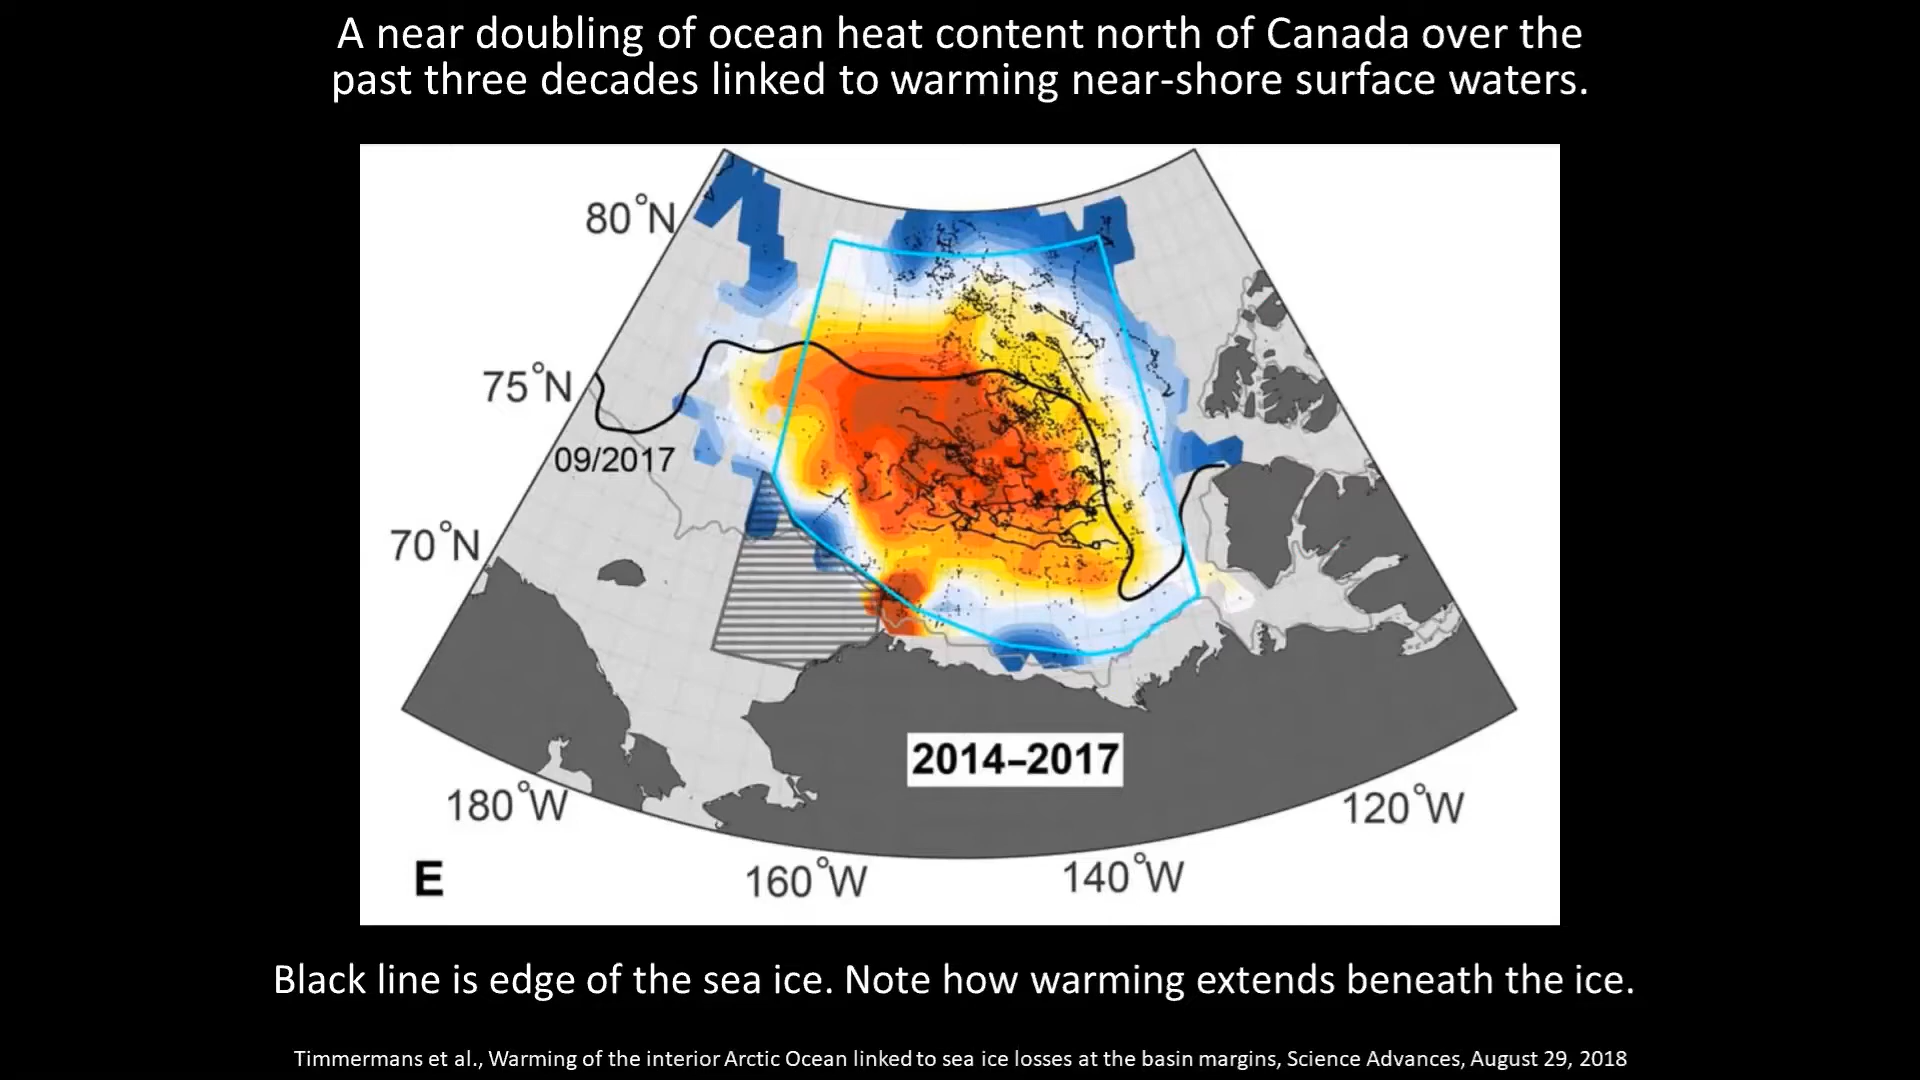 A near doubling of ocean heat content north of Canada over the
past three decades linked to warming near-shore surface waters.
80°N
75°N
09/2017
70°N
2014–2017
180°W
120°W
160°W
140°W
E
Black line is edge of the sea ice. Note how warming extends beneath the ice.
Timmermans et al., Warming of the interior Arctic Ocean linked to sea ice losses at the basin margins, Science Advances, August 29, 2018